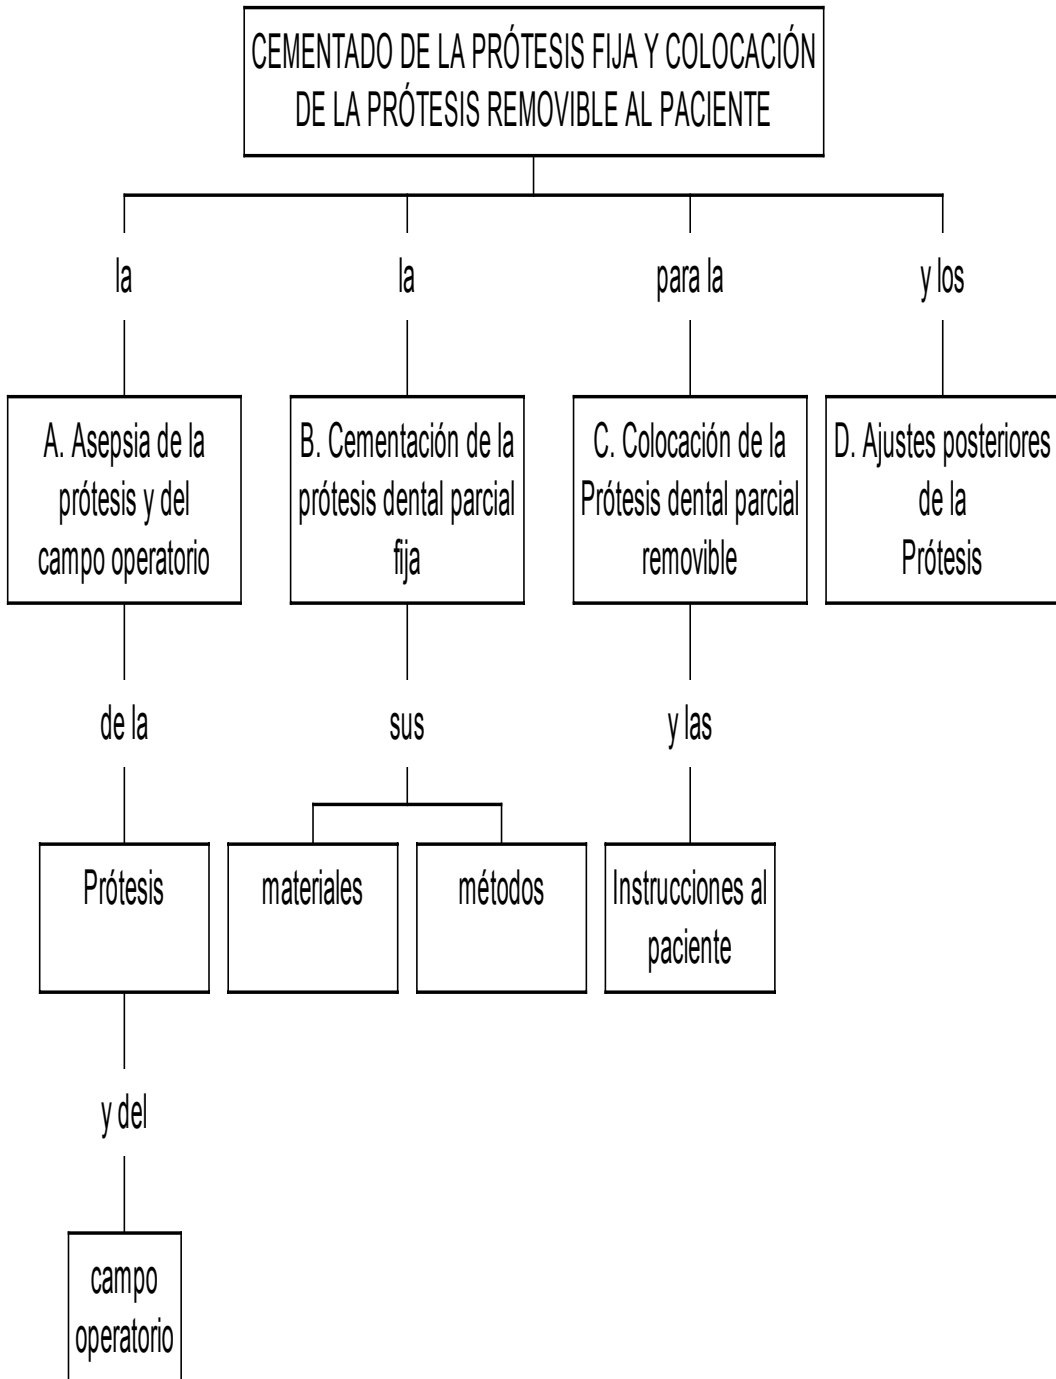 CEMENTADO DE LA PRÓTESIS FIJA Y COLOCACIÓN
DE LA PRÓTESIS REMOVIBLE AL PACIENTE
la
la
para la
y los
A. Asepsia de la
prótesis y del
campo operatorio
B. Cementación de la
prótesis dental parcial
fija
C. Colocación de la
Prótesis dental parcial
removible
D. Ajustes posteriores
de la
Prótesis
de la
sus
y las
Prótesis
materiales
métodos
Instrucciones al
paciente
y del
campo
operatorio